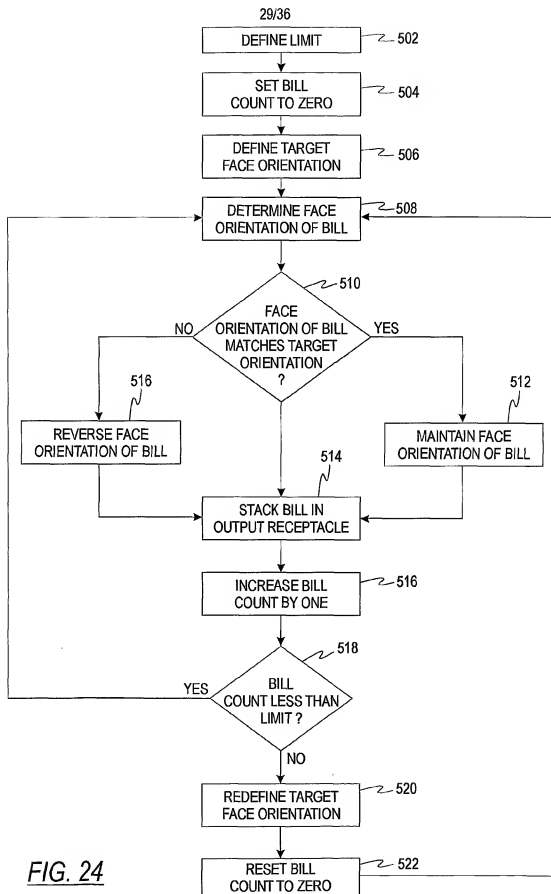 29/36
DEFINE LIMIT
502
SET BILL
COUNT TO ZERO
504
DEFINE TARGET
FACE ORIENTATION
506
DETERMINE FACE
ORIENTATION OF BILL
508
510
FACE
ORIENTATION OF BILL
MATCHES TARGET
ORIENTATION
?
NO
YES
516
REVERSE FACE
ORIENTATION OF BILL
512
MAINTAIN FACE
ORIENTATION OF BILL
514
STACK BILL IN
OUTPUT RECEPTACLE
INCREASE BILL
COUNT BY ONE
516
518
BILL
COUNT LESS THAN
LIMIT ?
YES
NO
REDEFINE TARGET
FACE ORIENTATION
520
RESET BILL
COUNT TO ZERO
522
FIG. 24